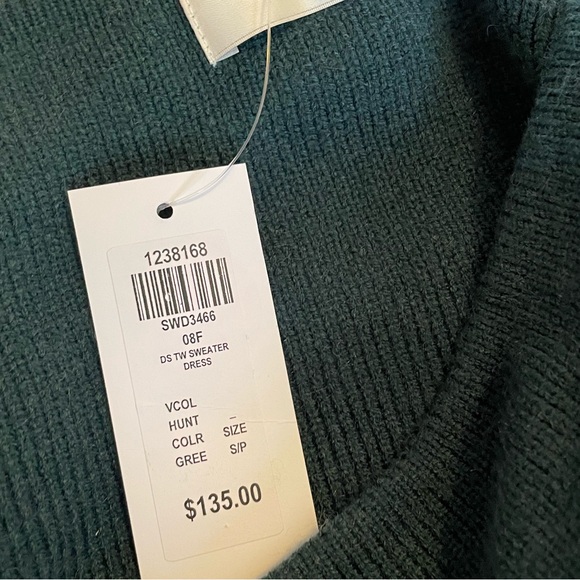 1238168
SWD3466
08F
DS TW SWEATER
DRESS
VCOL
HUNT –
COLR SIZE
GREE S/P
$135.00